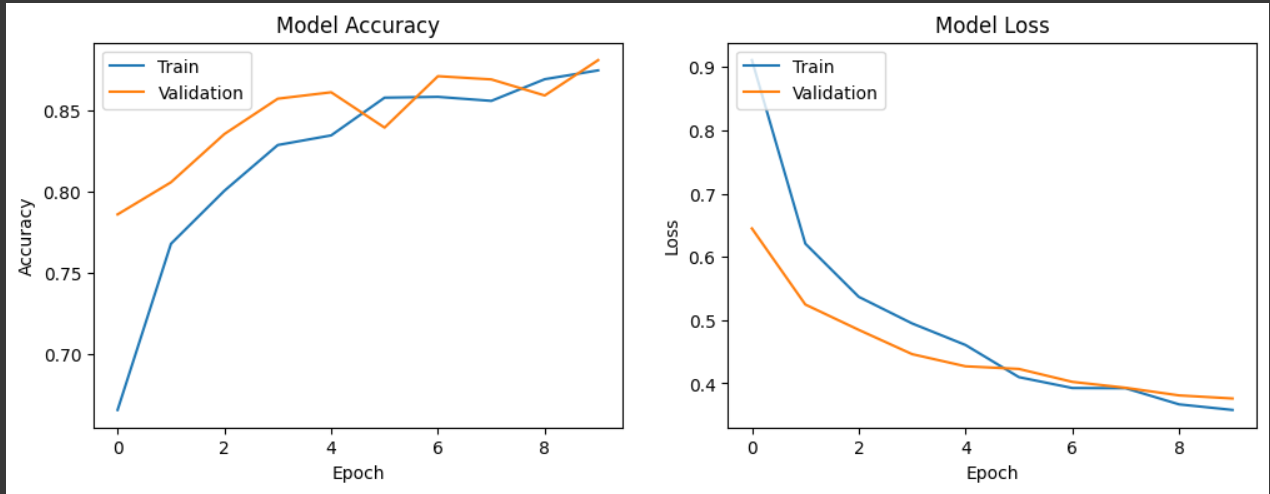 Model Accuracy
Train
Validation
0.85
0.80
0.75
0.70
Accuracy
0 2 4 6 8
Epoch
Model Loss
Train
Validation
0.9
0.8
0.7
0.6
0.5
0.4
Loss
0 2 4 6 8
Epoch